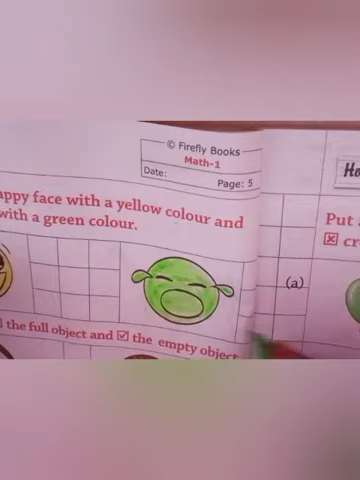 © Firefly Books
Math-1
Date:
Page: 5
appy face with a yellow colour and
with a green colour.
the full object and ☑ the empty object
Put
☒ cr
(a)